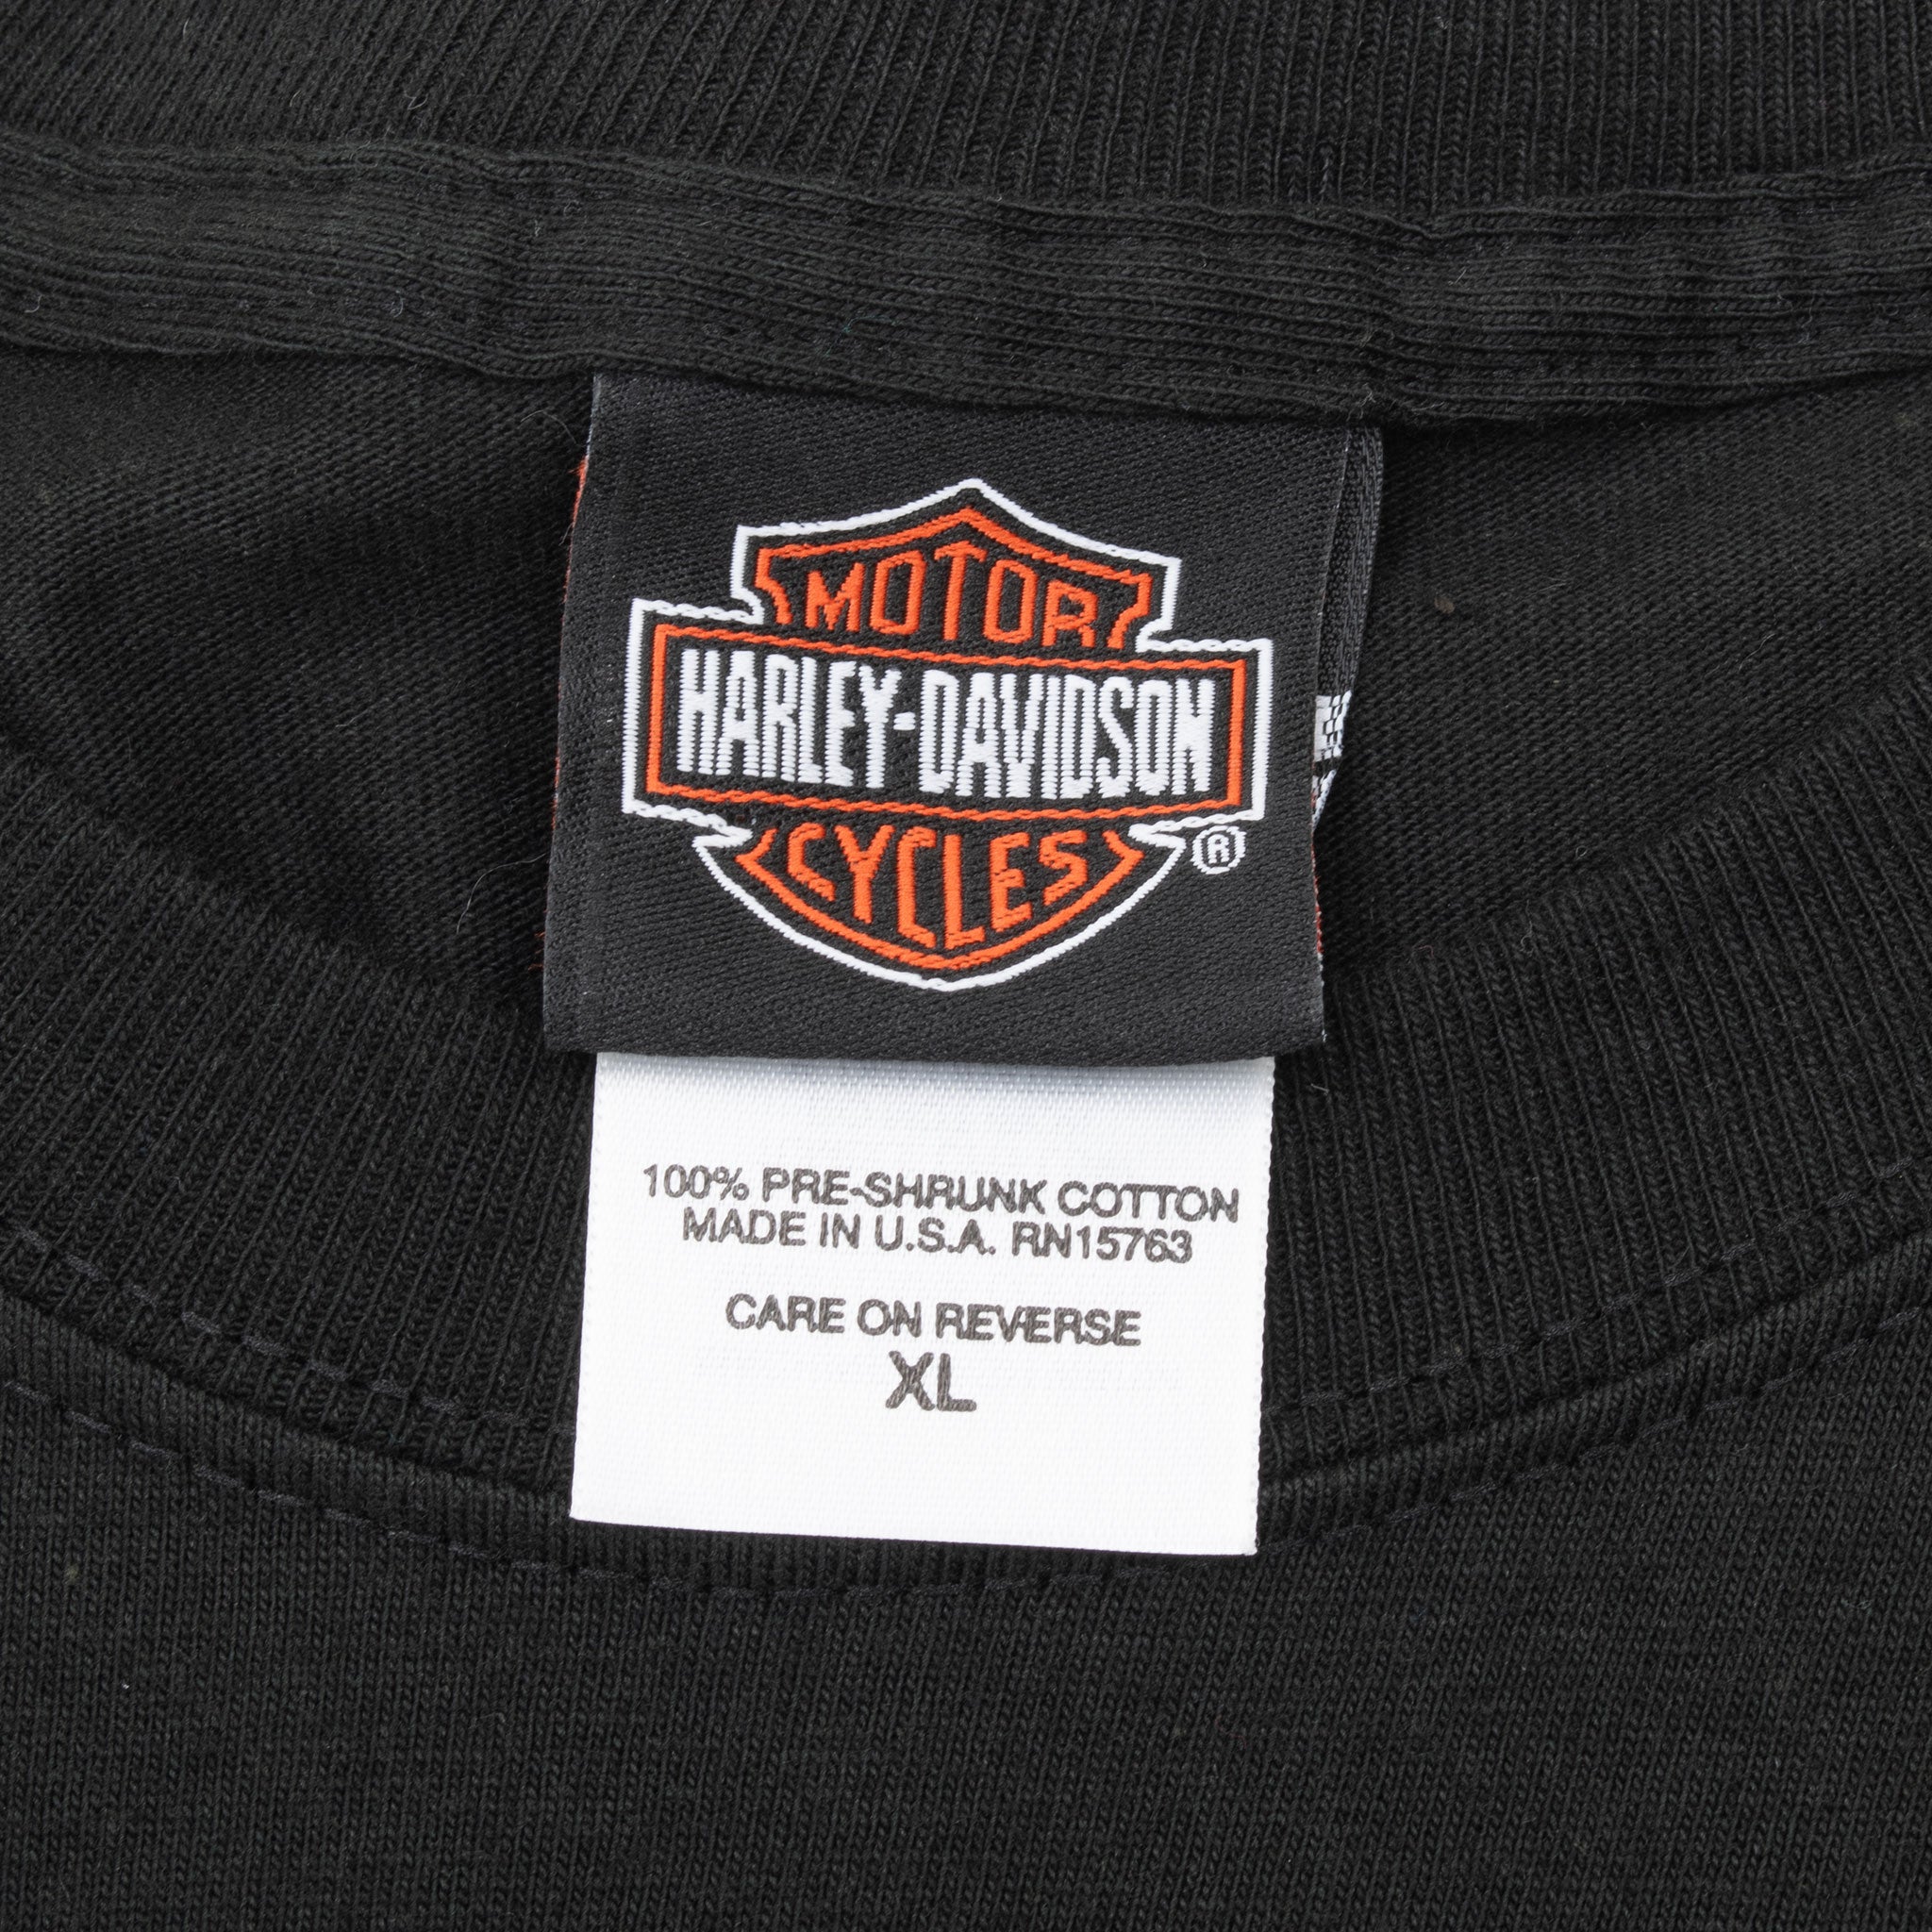 MOTOR
HARLEY-DAVIDSON
CYCLES ®
100% PRE-SHRUNK COTTON
MADE IN U.S.A. RN15763
CARE ON REVERSE
XL